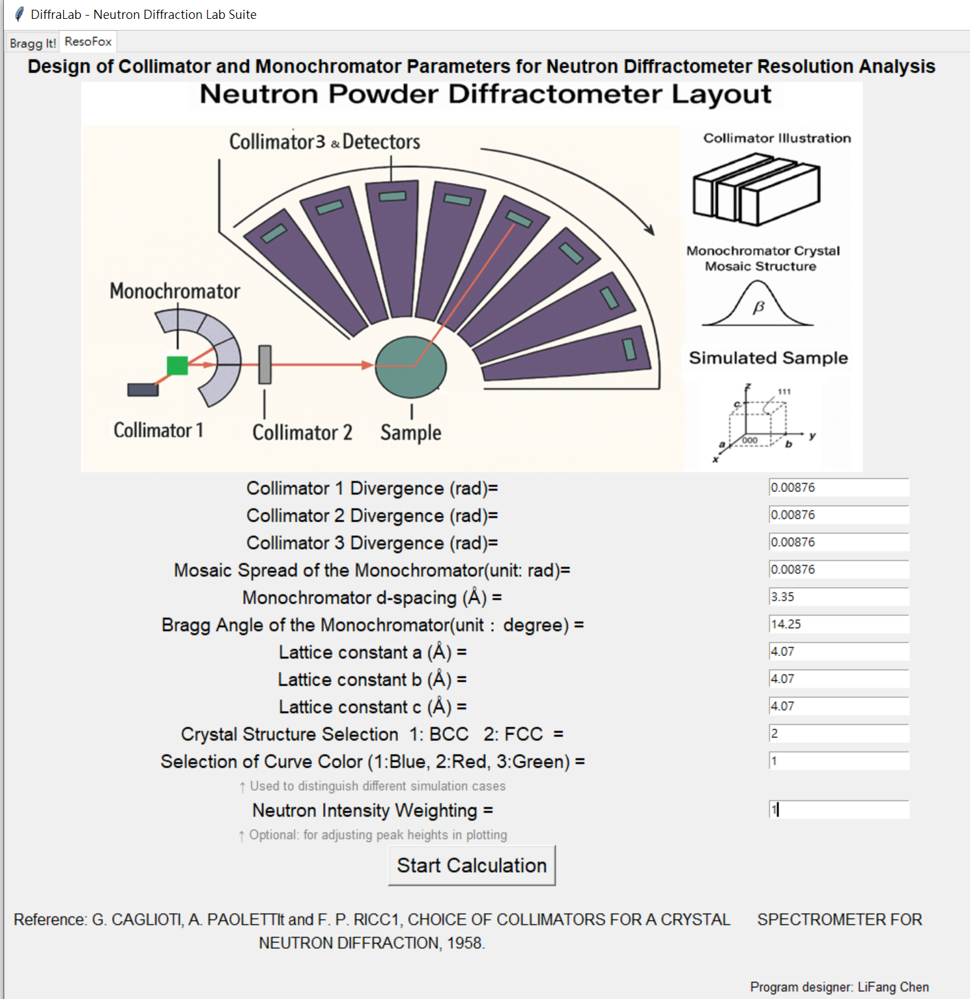 DiffraLab - Neutron Diffraction Lab Suite
Bragg It!
ResoFox
Design of Collimator and Monochromator Parameters for Neutron Diffractometer Resolution Analysis
Neutron Powder Diffractometer Layout
Collimator3 & Detectors
Collimator Illustration
Monochromator Crystal
Mosaic Structure
β
Monochromator
Simulated Sample
z
111
c
y
000
a
b
x
Collimator 1
Collimator 2
Sample
Collimator 1 Divergence (rad)= 0.00876
Collimator 2 Divergence (rad)= 0.00876
Collimator 3 Divergence (rad)= 0.00876
Mosaic Spread of the Monochromator(unit: rad)= 0.00876
Monochromator d-spacing (Å) = 3.35
Bragg Angle of the Monochromator(unit：degree) = 14.25
Lattice constant a (Å) = 4.07
Lattice constant b (Å) = 4.07
Lattice constant c (Å) = 4.07
Crystal Structure Selection 1: BCC 2: FCC = 2
Selection of Curve Color (1:Blue, 2:Red, 3:Green) = 1
↑ Used to distinguish different simulation cases
Neutron Intensity Weighting = 1
↑ Optional: for adjusting peak heights in plotting
Start Calculation
Reference: G. CAGLIOTI, A. PAOLETTIt and F. P. RICC1, CHOICE OF COLLIMATORS FOR A CRYSTAL SPECTROMETER FOR
NEUTRON DIFFRACTION, 1958.
Program designer: LiFang Chen